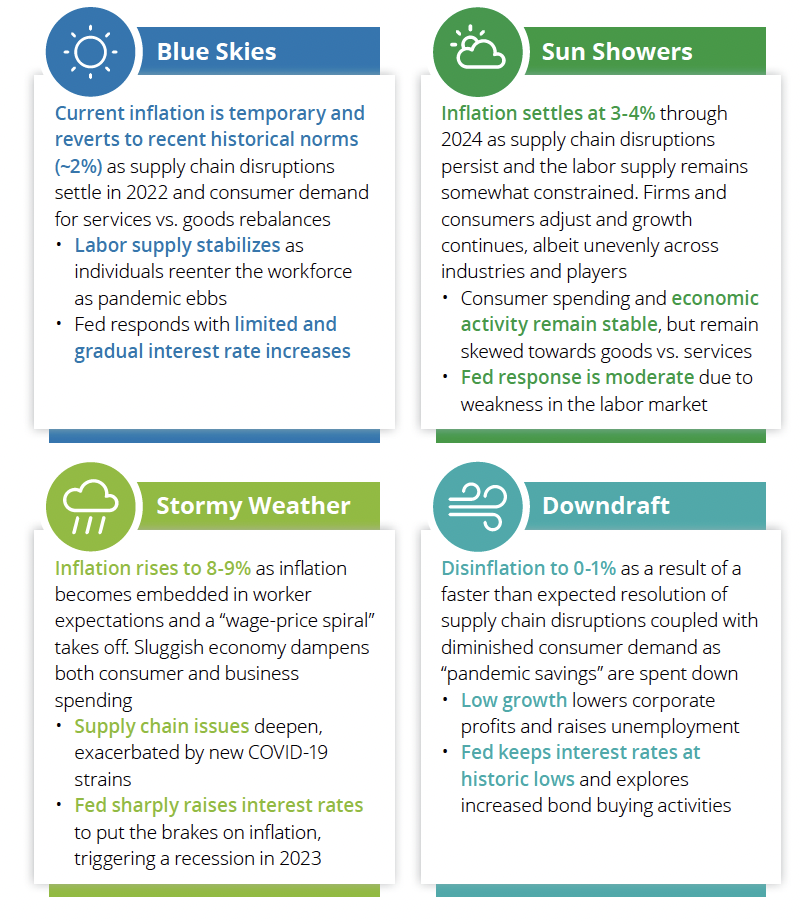 Blue Skies
Current inflation is temporary and
reverts to recent historical norms
(~2%) as supply chain disruptions
settle in 2022 and consumer demand
for services vs. goods rebalances
• Labor supply stabilizes as
individuals reenter the workforce
as pandemic ebbs
• Fed responds with limited and
gradual interest rate increases
Sun Showers
Inflation settles at 3-4% through
2024 as supply chain disruptions
persist and the labor supply remains
somewhat constrained. Firms and
consumers adjust and growth
continues, albeit unevenly across
industries and players
• Consumer spending and economic
activity remain stable, but remain
skewed towards goods vs. services
• Fed response is moderate due to
weakness in the labor market
Stormy Weather
Inflation rises to 8-9% as inflation
becomes embedded in worker
expectations and a “wage-price spiral”
takes off. Sluggish economy dampens
both consumer and business
spending
• Supply chain issues deepen,
exacerbated by new COVID-19
strains
• Fed sharply raises interest rates
to put the brakes on inflation,
triggering a recession in 2023
Downdraft
Disinflation to 0-1% as a result of a
faster than expected resolution of
supply chain disruptions coupled with
diminished consumer demand as
“pandemic savings” are spent down
• Low growth lowers corporate
profits and raises unemployment
• Fed keeps interest rates at
historic lows and explores
increased bond buying activities